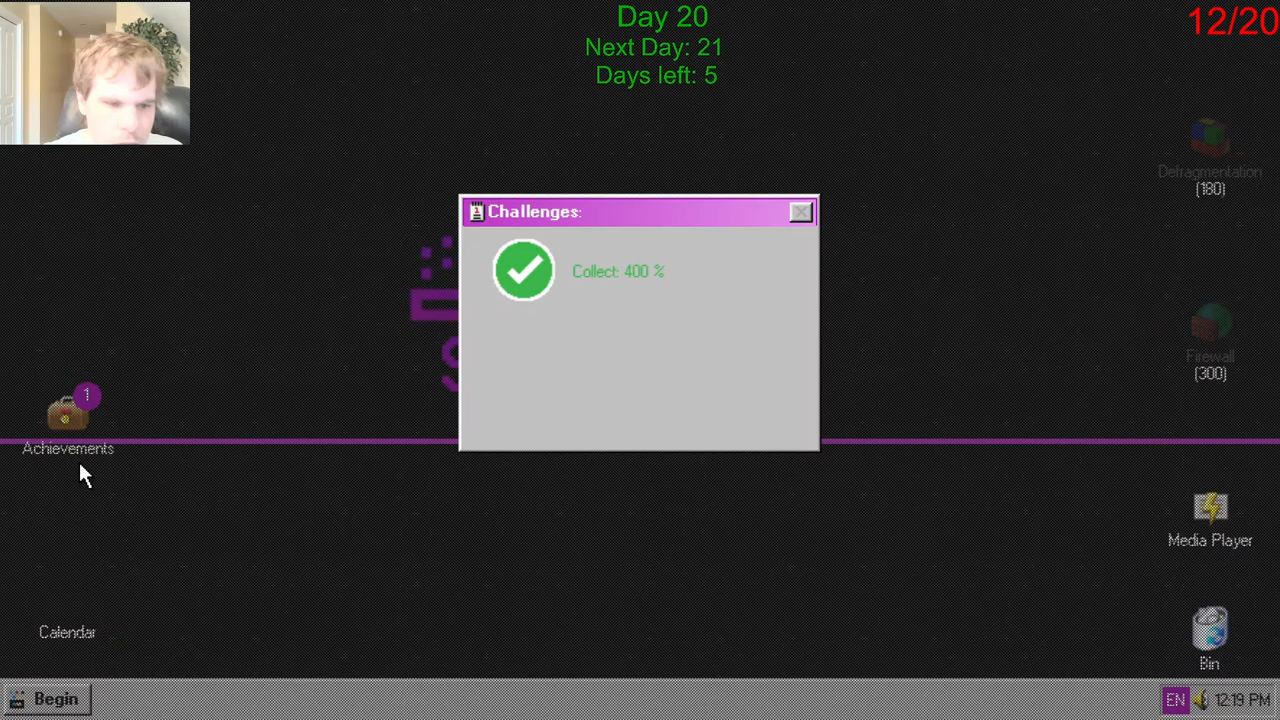 Day 20
Next Day: 21
Days left: 5
12/20
Defragmentation
(180)
Challenges:
Collect: 400 %
Firewall
(300)
1
Achievements
Media Player
Calendar
Bin
Begin
EN
12:19 PM